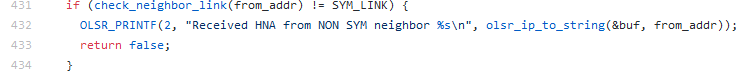 431 if (check_neighbor_link(from_addr) != SYM_LINK) {
432 OLSR_PRINTF(2, "Received HNA from NON SYM neighbor %s\n", olsr_ip_to_string(&buf, from_addr));
433 return false;
434 }